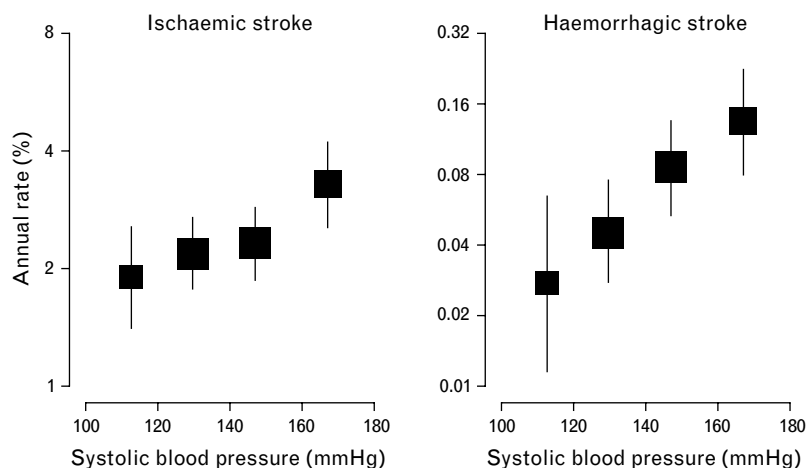 Ischaemic stroke
8
4
2
1
Annual rate (%)
100 120 140 160 180
Systolic blood pressure (mmHg)
Haemorrhagic stroke
0.32
0.16
0.08
0.04
0.02
0.01
100 120 140 160 180
Systolic blood pressure (mmHg)